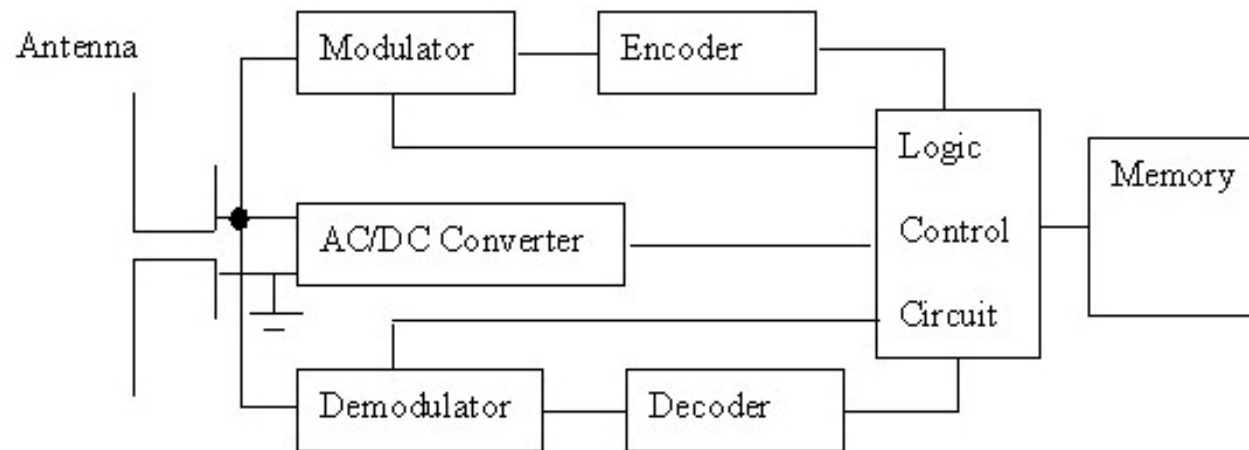 Antenna
Modulator
Encoder
Logic
Control
Circuit
Memory
AC/DC Converter
Demodulator
Decoder